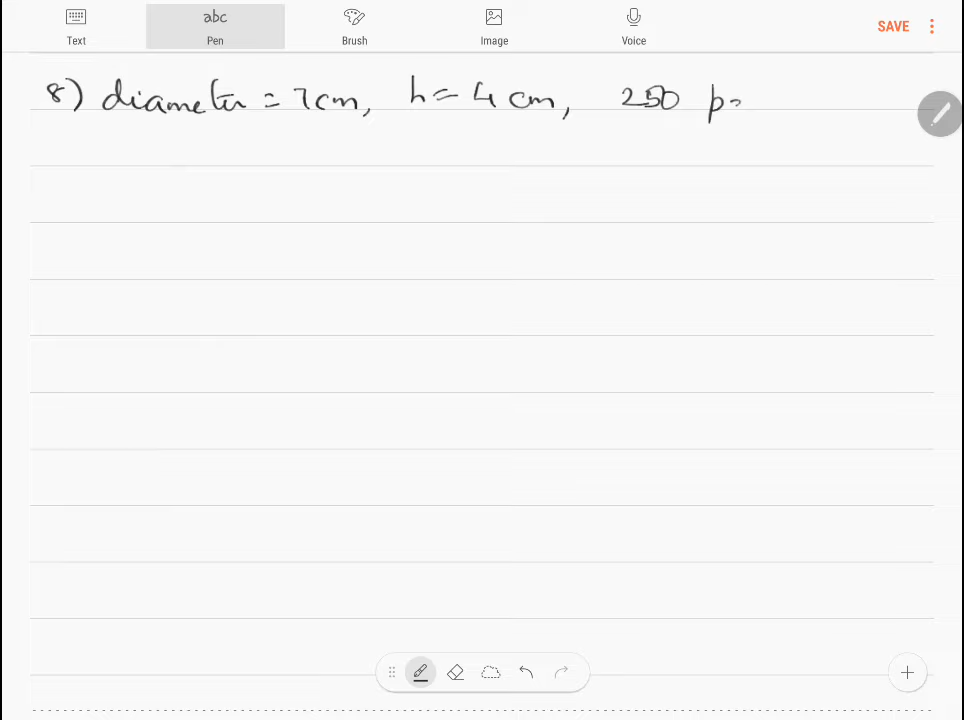 Text
abc
Pen
Brush
Image
Voice
SAVE
8) diameter = 7cm, h = 4 cm, 250